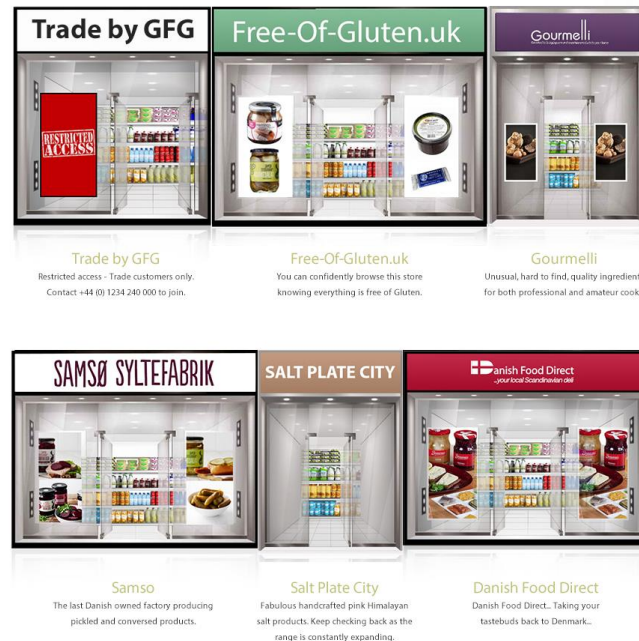 Trade by GFG
Free-Of-Gluten.uk
Gourmelli
RESTRICTED
ACCESS
Trade by GFG
Restricted access - Trade customers only.
Contact +44 (0) 1234 240 000 to join.
Free-Of-Gluten.uk
You can confidently browse this store
knowing everything is free of Gluten.
Gourmelli
Unusual, hard to find, quality ingredient
for both professional and amateur cook
SAMSØ SYLTEFABRIK
SALT PLATE CITY
Danish Food Direct
...your local Scandinavian deli
Samso
The last Danish owned factory producing
pickled and conversed products.
Salt Plate City
Fabulous handcrafted pink Himalayan
salt products. Keep checking back as the
range is constantly expanding.
Danish Food Direct
Danish Food Direct... Taking your
tastebuds back to Denmark...